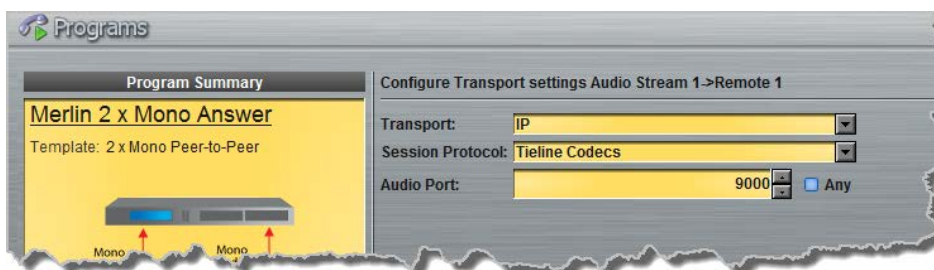 Programs
Program Summary
Merlin 2 x Mono Answer
Template: 2 x Mono Peer-to-Peer
Mono Mono
Configure Transport settings Audio Stream 1->Remote 1
Transport: IP
Session Protocol: Tieline Codecs
Audio Port: 9000 Any